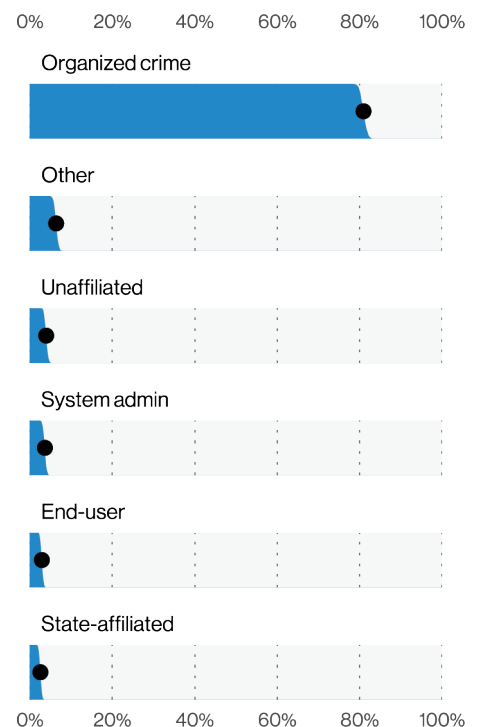 0% 20% 40% 60% 80% 100%
Organized crime
Other
Unaffiliated
System admin
End-user
State-affiliated
0% 20% 40% 60% 80% 100%